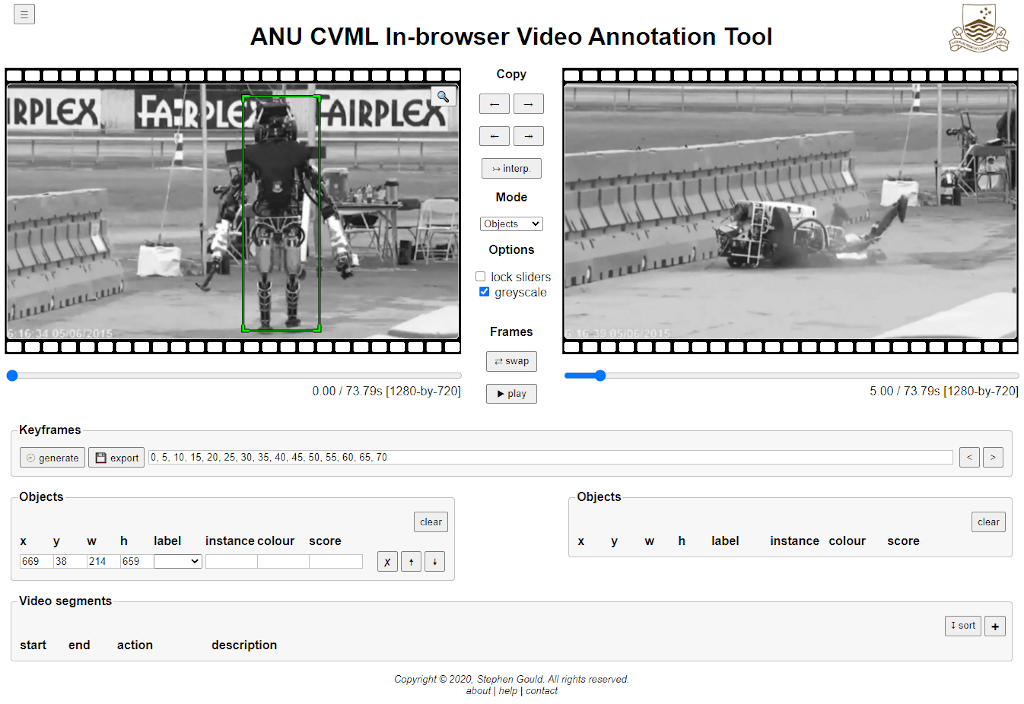 ☰
ANU CVML In-browser Video Annotation Tool
IRPLEX FAIRPLEX FAIRPLEX
6:16:34 05/06/2015
Copy
← →
↞ ↠
↣ interp.
Mode
Objects
Options
lock sliders
greyscale
Frames
⇄ swap
▶ play
6:16:39 05/06/2015
0.00 / 73.79s [1280-by-720]
5.00 / 73.79s [1280-by-720]
Keyframes
generate export 0, 5, 10, 15, 20, 25, 30, 35, 40, 45, 50, 55, 60, 65, 70 < >
Objects
clear
x y w h label instance colour score
669 38 214 659 ✗ ↑ ↓
Objects
clear
x y w h label instance colour score
Video segments
↧ sort +
start end action description
Copyright © 2020, Stephen Gould. All rights reserved.
about | help | contact